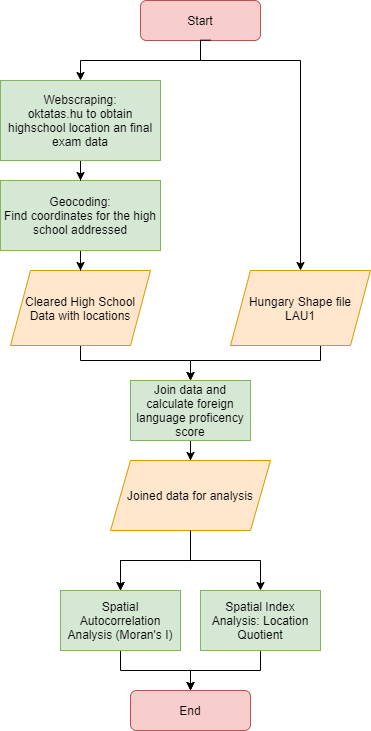 Start
Webscraping:
oktatas.hu to obtain
highschool location an final
exam data
Geocoding:
Find coordinates for the high
school addressed
Cleared High School
Data with locations
Hungary Shape file
LAU1
Join data and
calculate foreign
language proficency
score
Joined data for analysis
Spatial
Autocorrelation
Analysis (Moran's I)
Spatial Index
Analysis: Location
Quotient
End